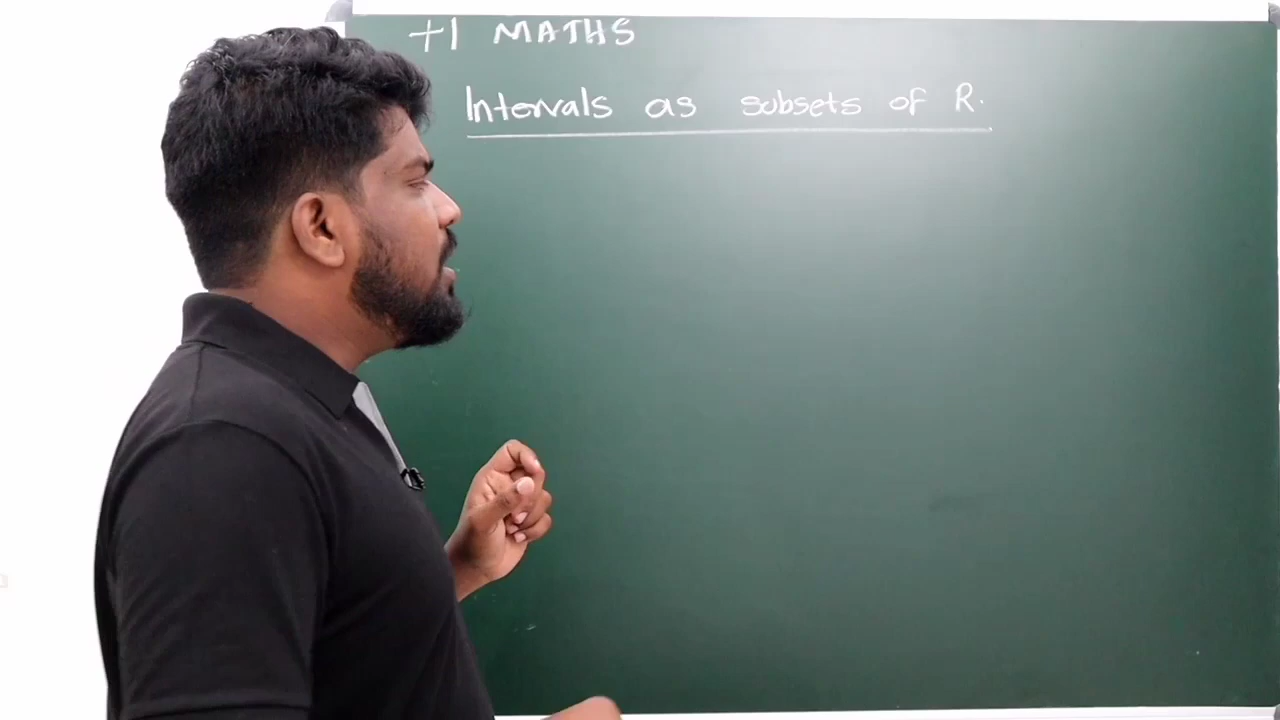 +1 MATHS
Intervals as subsets of R.